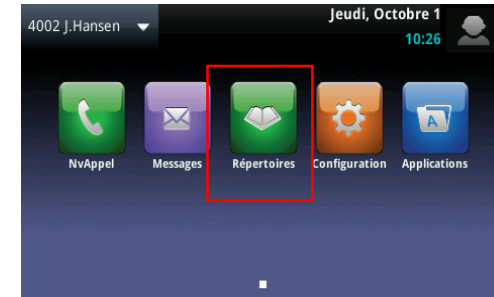 4002 J.Hansen
Jeudi, Octobre 1
10:26
NvAppel
Messages
Répertoires
Configuration
Applications
A